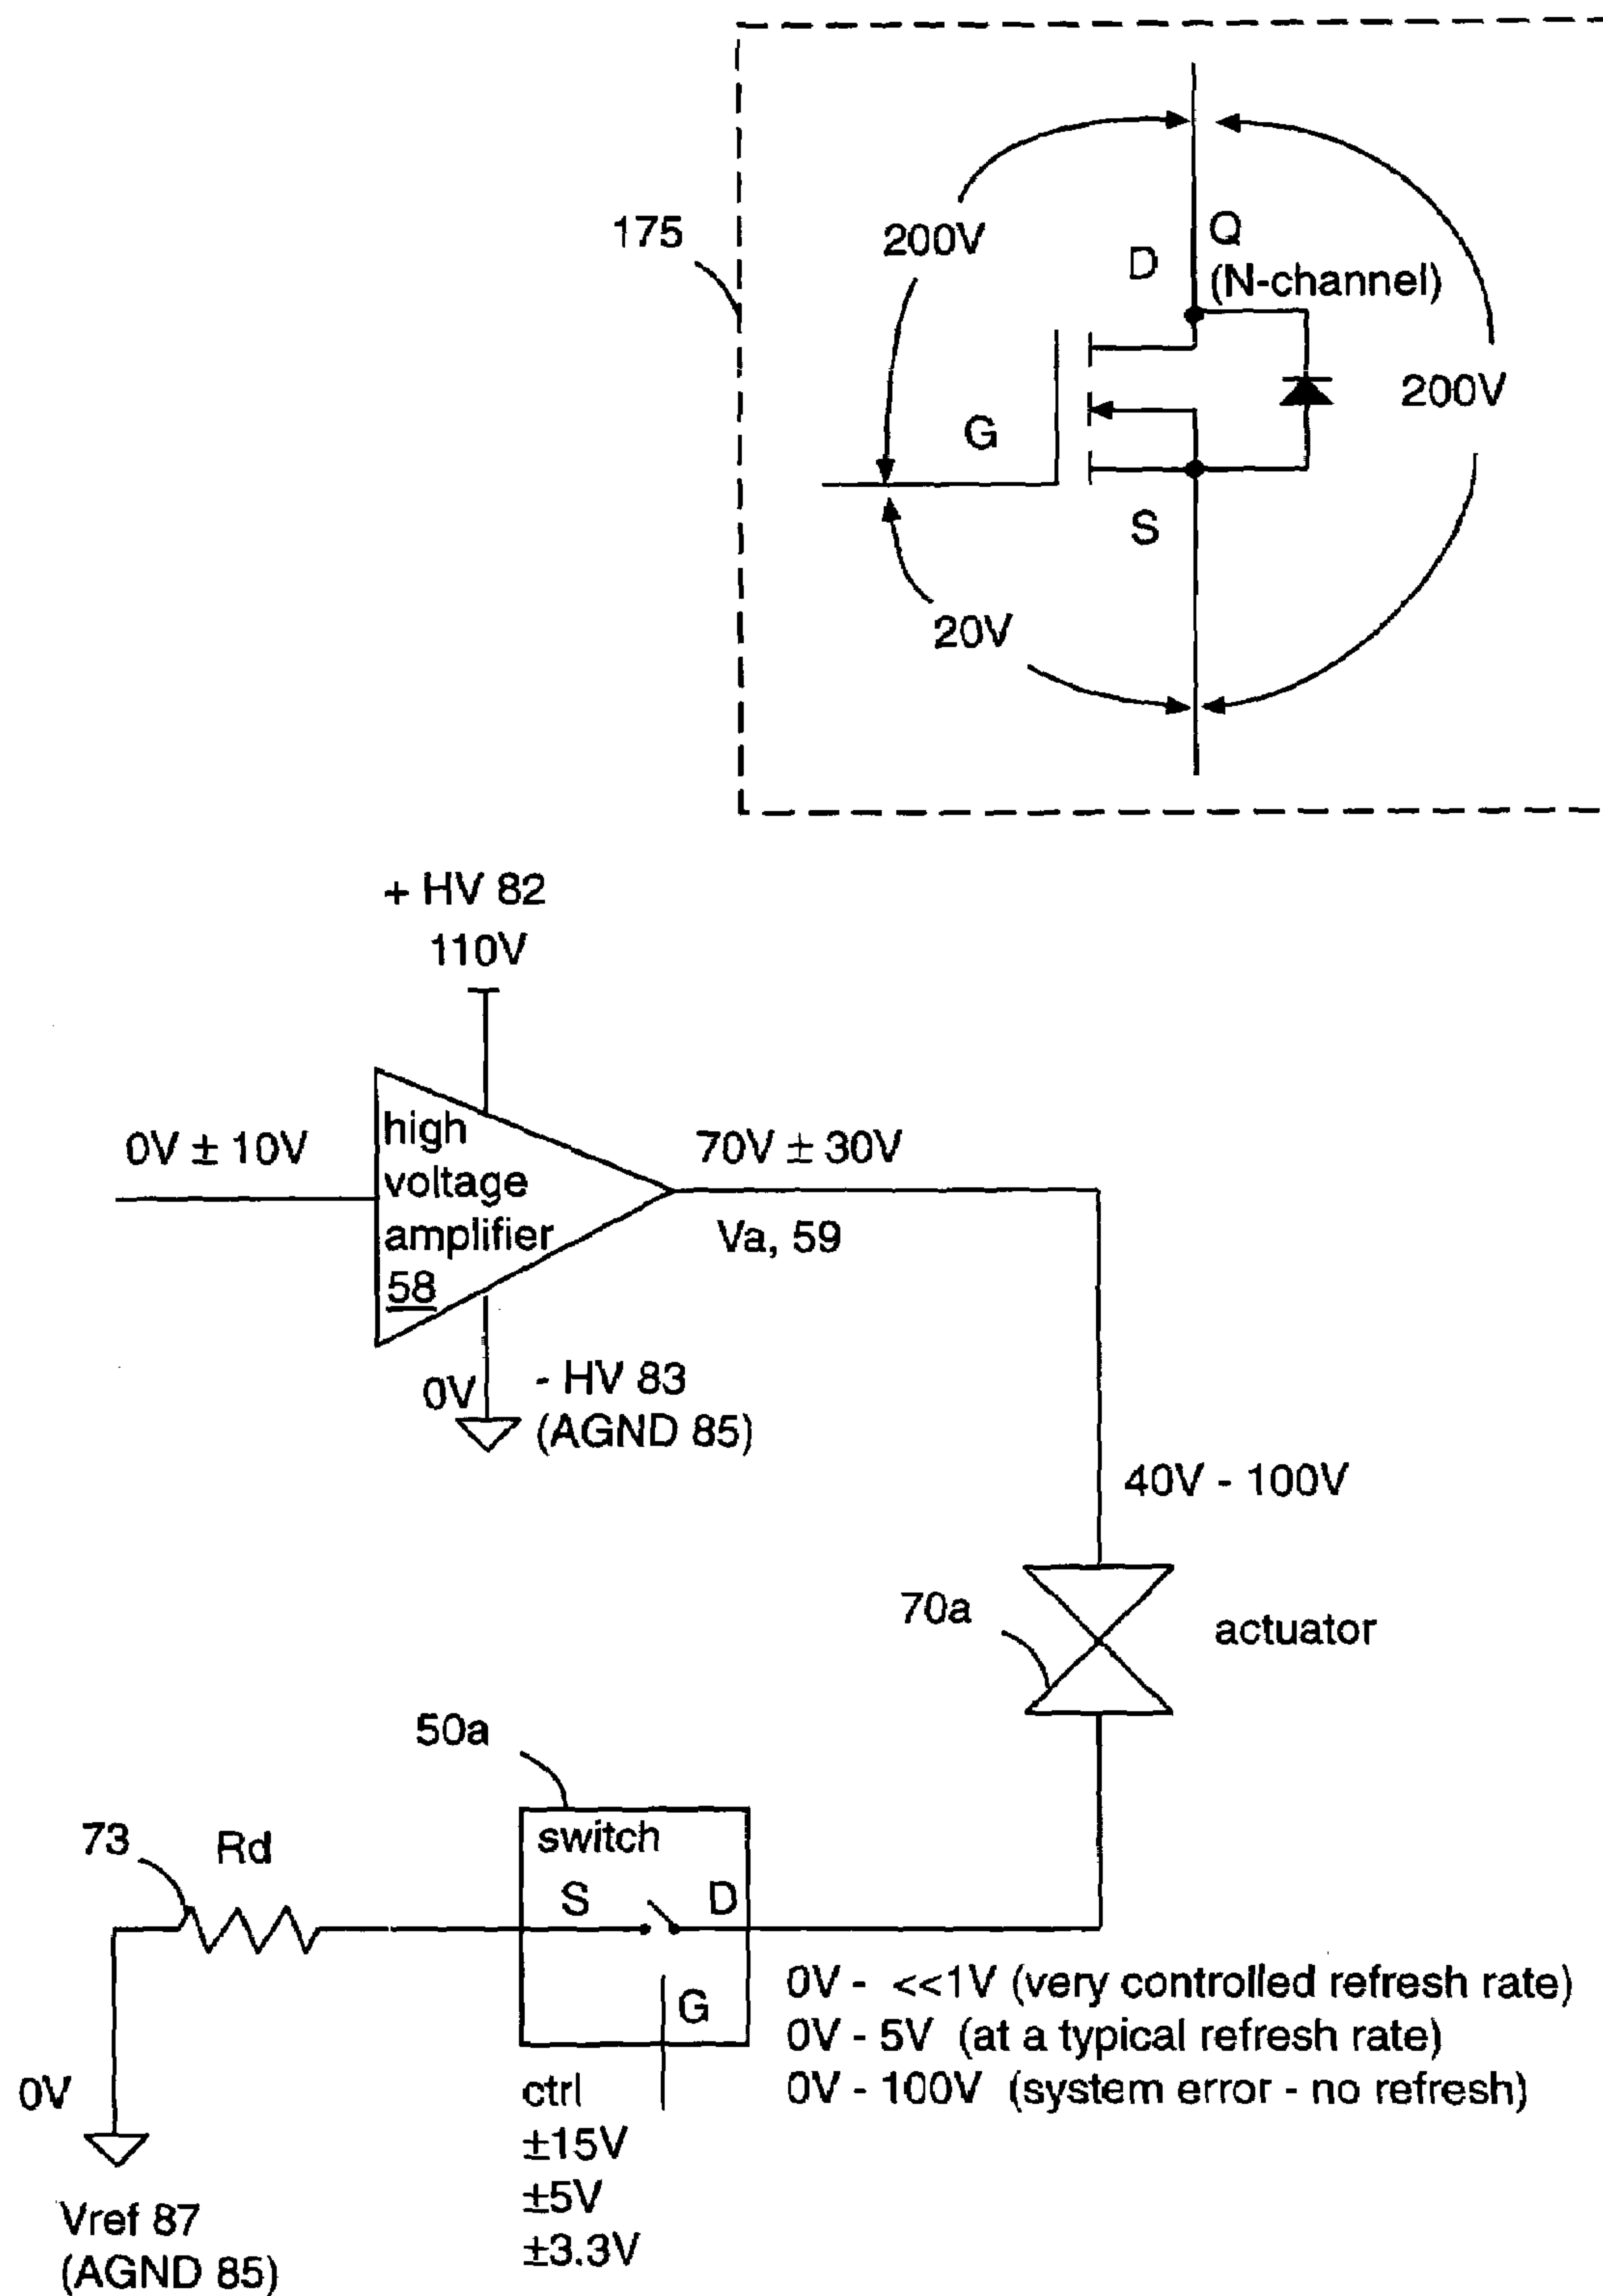 175
200V
Q
D
(N-channel)
200V
G
S
20V
+ HV 82
110V
0V ± 10V
high
voltage
amplifier
58
70V ± 30V
Va, 59
0V
- HV 83
(AGND 85)
40V - 100V
70a
actuator
50a
switch
73
Rd
S
D
G
0V - <<1V (very controlled refresh rate)
0V - 5V (at a typical refresh rate)
0V - 100V (system error - no refresh)
0V
ctrl
±15V
±5V
±3.3V
Vref 87
(AGND 85)